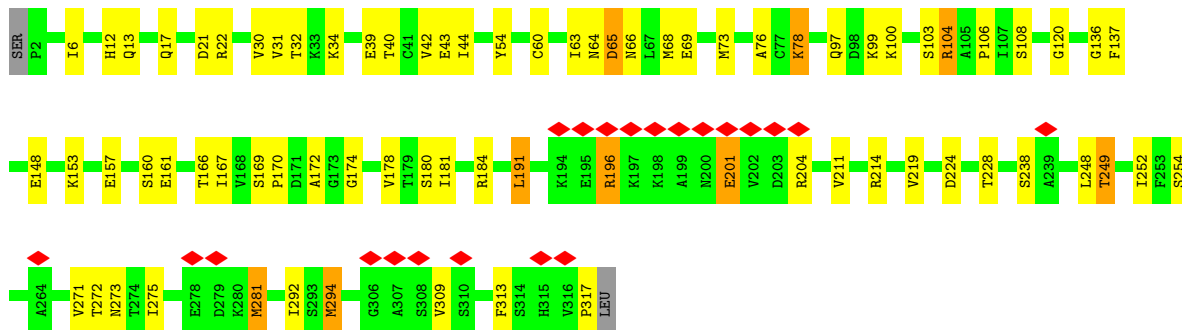 SER P2 I6 H12 Q13 Q17 D21 R22 V30 V31 T32 K33 K34 E39 T40 C41 V42 E43 I44 Y54 C60 I63 N64 D65 N66 L67 M68 E69 M73 A76 C77 K78 Q97 D98 K99 K100 S103 R104 A105 P106 I107 S108 G120 G136 F137
E148 K153 E157 S160 E161 T166 I167 V168 S169 P170 D171 A172 G173 G174 V178 T179 S180 I181 R184 L191 K194 E195 R196 K197 K198 A199 N200 E201 V202 D203 R204 V211 R214 V219 D224 T228 S238 A239 L248 T249 I252 F253 S254
A264 V271 T272 N273 T274 I275 E278 D279 K280 M281 I292 S293 M294 G306 A307 S308 V309 S310 F313 S314 H315 V316 P317 LEU